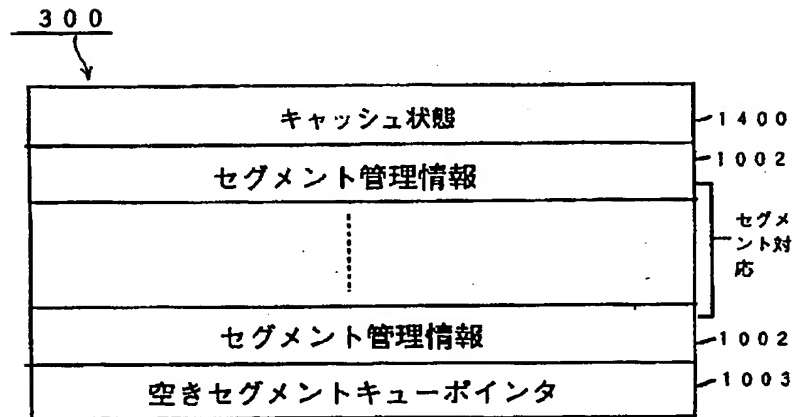 300
キャッシュ状態
1400
1002
セグメント管理情報
セグメ
ント対
応
セグメント管理情報
1002
空きセグメントキューポインタ
1003